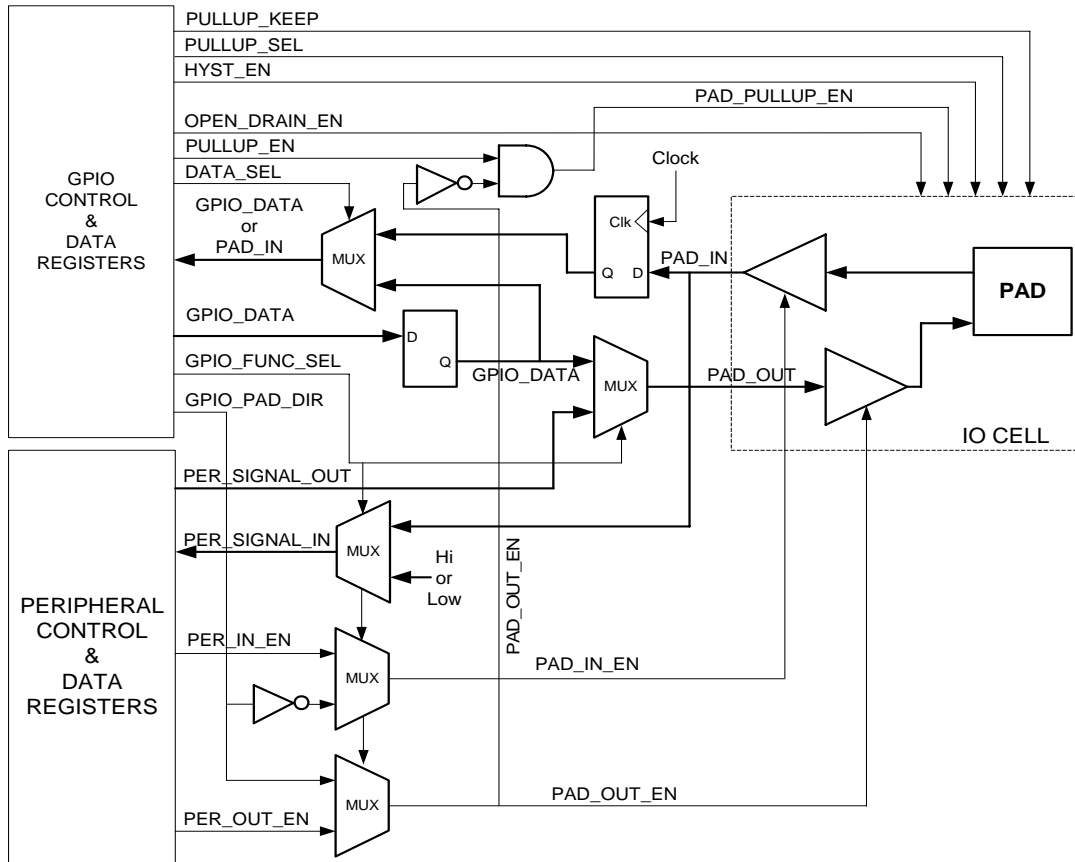 PULLUP_KEEP
PULLUP_SEL
HYST_EN
PAD_PULLUP_EN
OPEN_DRAIN_EN
PULLUP_EN
DATA_SEL
Clock
GPIO
CONTROL
&
DATA
REGISTERS
GPIO_DATA
or
PAD_IN
MUX
Clk
Q D
PAD_IN
PAD
GPIO_DATA
D
Q
GPIO_DATA
MUX
PAD_OUT
GPIO_FUNC_SEL
GPIO_PAD_DIR
IO CELL
PER_SIGNAL_OUT
PER_SIGNAL_IN
MUX
Hi
or
Low
PAD_OUT_EN
PERIPHERAL
CONTROL
&
DATA
REGISTERS
PER_IN_EN
MUX
PAD_IN_EN
MUX
PAD_OUT_EN
PER_OUT_EN